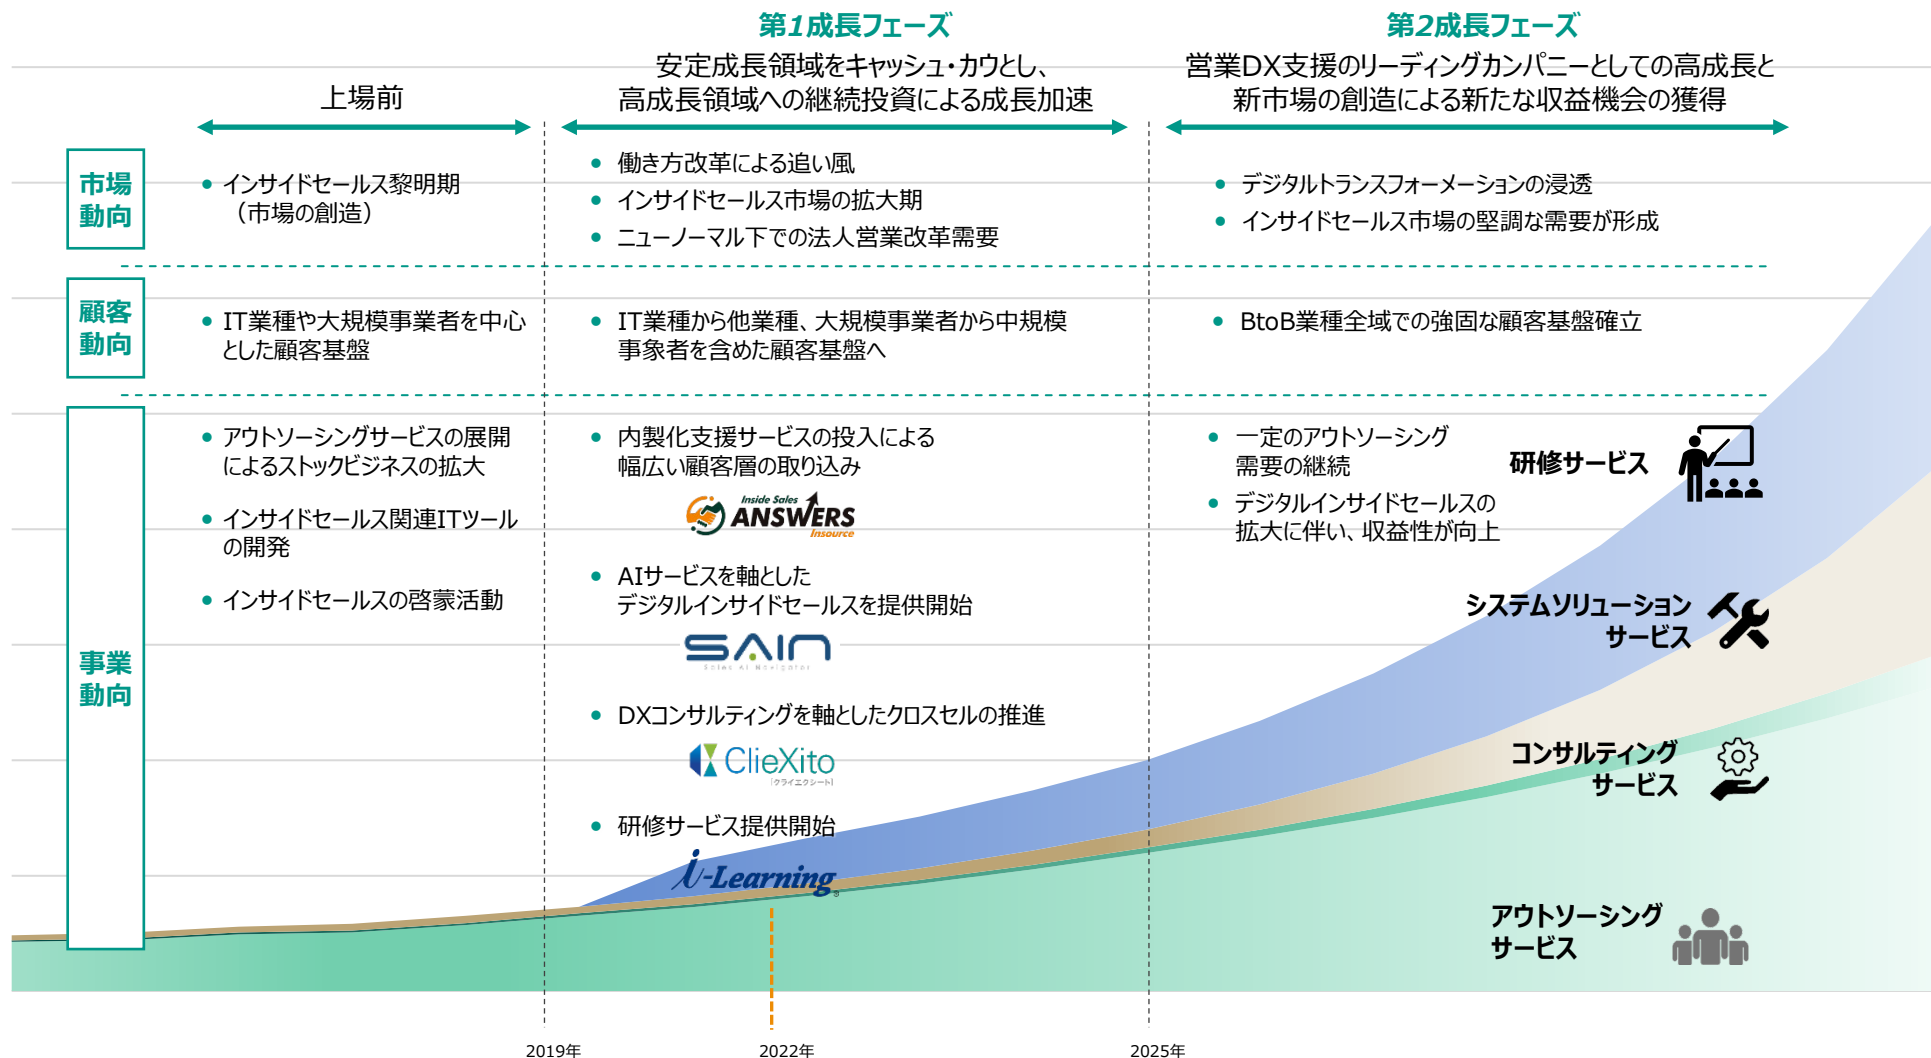 第1成長フェーズ
安定成長領域をキャッシュ・カウとし、
高成長領域への継続投資による成長加速
第2成長フェーズ
営業DX支援のリーディングカンパニーとしての高成長と
新市場の創造による新たな収益機会の獲得
上場前
市場
動向
• インサイドセールス黎明期
（市場の創造）
• 働き方改革による追い風
• インサイドセールス市場の拡大期
• ニューノーマル下での法人営業改革需要
• デジタルトランスフォーメーションの浸透
• インサイドセールス市場の堅調な需要が形成
顧客
動向
• IT業種や大規模事業者を中心
とした顧客基盤
• IT業種から他業種、大規模事業者から中規模
事象者を含めた顧客基盤へ
• BtoB業種全域での強固な顧客基盤確立
事業
動向
• アウトソーシングサービスの展開
によるストックビジネスの拡大
• インサイドセールス関連ITツール
の開発
• インサイドセールスの啓蒙活動
• 内製化支援サービスの投入による
幅広い顧客層の取り込み
Inside Sales
ANSWERS
Insource
• AIサービスを軸とした
デジタルインサイドセールスを提供開始
SAIN
Sales AI Navigator
• DXコンサルティングを軸としたクロスセルの推進
ClieXito
[クライエクシート]
• 研修サービス提供開始
i-Learning
• 一定のアウトソーシング
需要の継続
• デジタルインサイドセールスの
拡大に伴い、収益性が向上
研修サービス
システムソリューション
サービス
コンサルティング
サービス
アウトソーシング
サービス
2019年
2022年
2025年